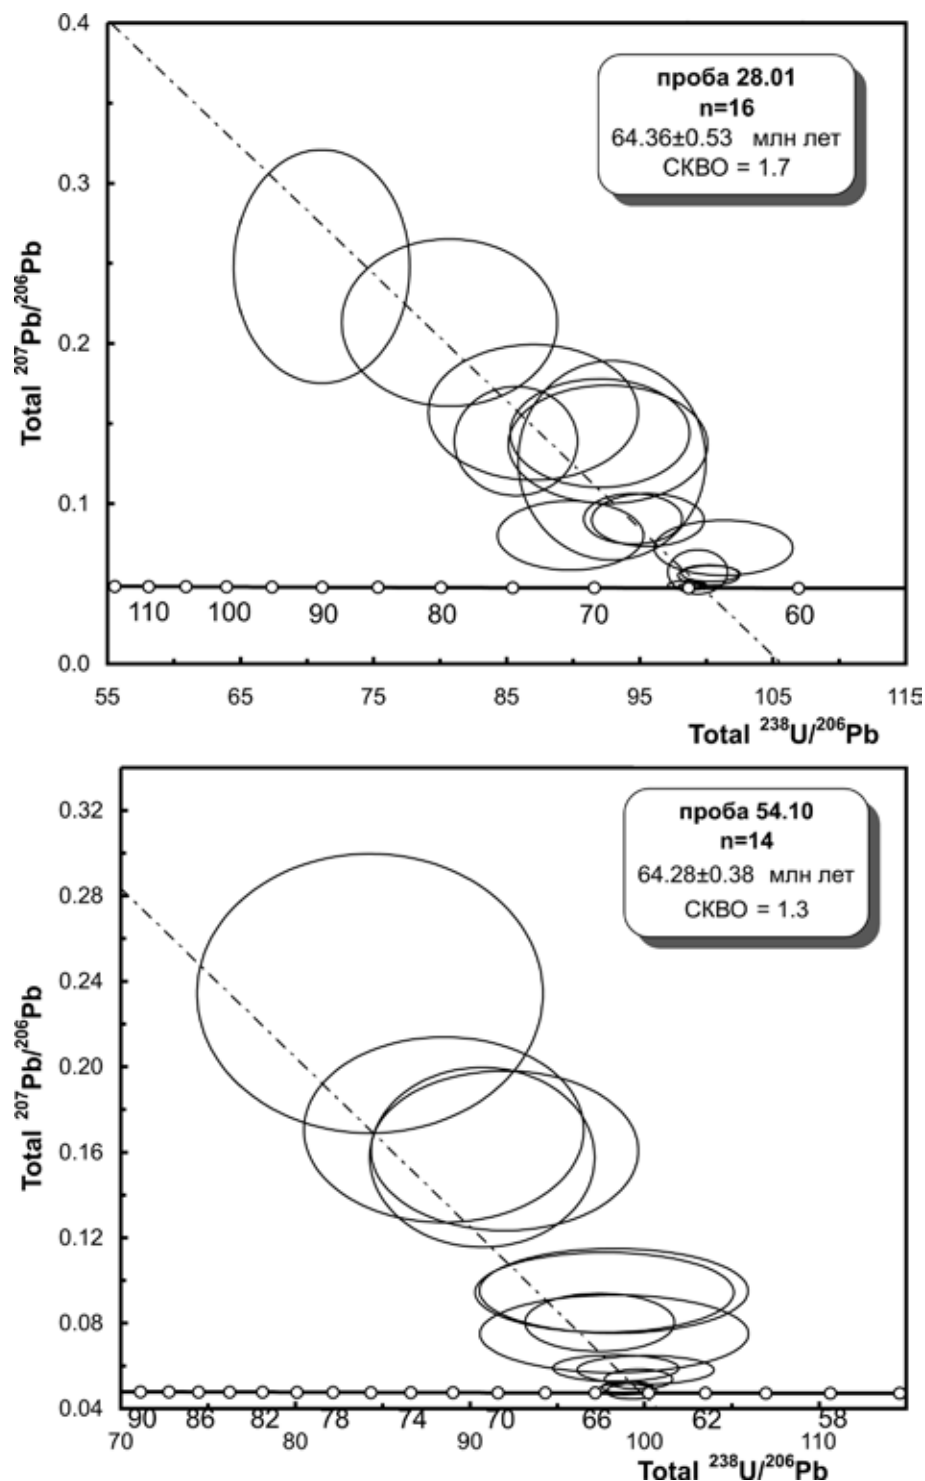 0.4
проба 28.01
n=16
64.36±0.53 млн лет
СКВО = 1.7
0.3
Total ²⁰⁷Pb/²⁰⁶Pb
0.2
0.1
110 100 90 80 70 60
0.0
55 65 75 85 95 105 115
Total ²³⁸U/²⁰⁶Pb
0.32
проба 54.10
n=14
64.28±0.38 млн лет
СКВО = 1.3
0.28
0.24
Total ²⁰⁷Pb/²⁰⁶Pb
0.20
0.16
0.12
0.08
0.04
90 86 82 78 74 70 66 62 58
70 80 90 100 110
Total ²³⁸U/²⁰⁶Pb